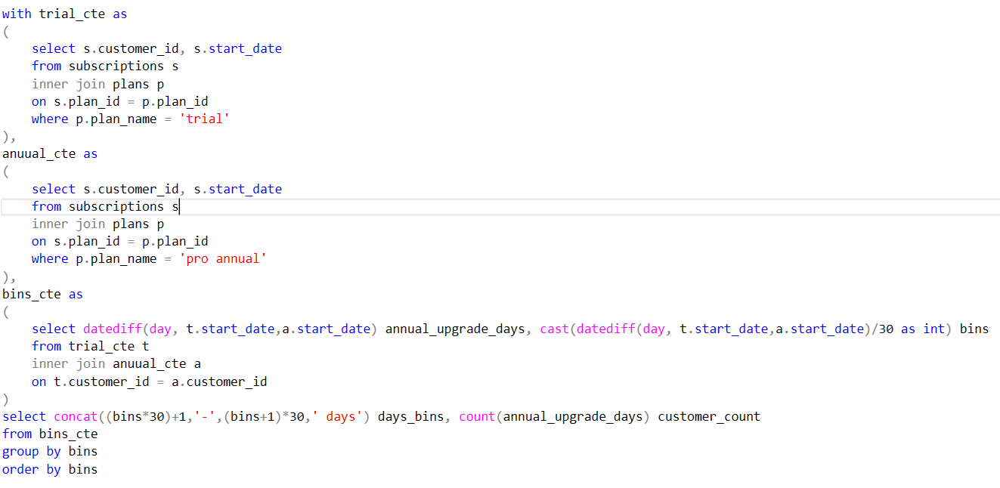 with trial_cte as
(
    select s.customer_id, s.start_date
    from subscriptions s
    inner join plans p
    on s.plan_id = p.plan_id
    where p.plan_name = 'trial'
),
anuual_cte as
(
    select s.customer_id, s.start_date
    from subscriptions s
    inner join plans p
    on s.plan_id = p.plan_id
    where p.plan_name = 'pro annual'
),
bins_cte as
(
    select datediff(day, t.start_date,a.start_date) annual_upgrade_days, cast(datediff(day, t.start_date,a.start_date)/30 as int) bins
    from trial_cte t
    inner join anuual_cte a
    on t.customer_id = a.customer_id
)
select concat((bins*30)+1,'-',(bins+1)*30,' days') days_bins, count(annual_upgrade_days) customer_count
from bins_cte
group by bins
order by bins